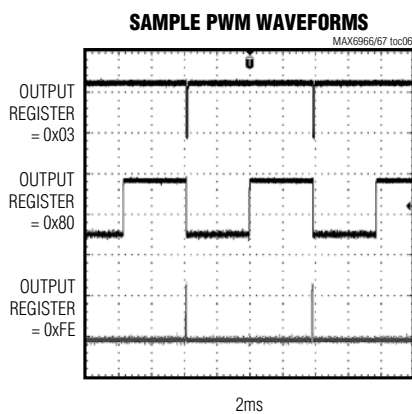 SAMPLE PWM WAVEFORMS
MAX6966/67 toc06
T
OUTPUT
REGISTER
= 0x03
OUTPUT
REGISTER
= 0x80
OUTPUT
REGISTER
= 0xFE
2ms